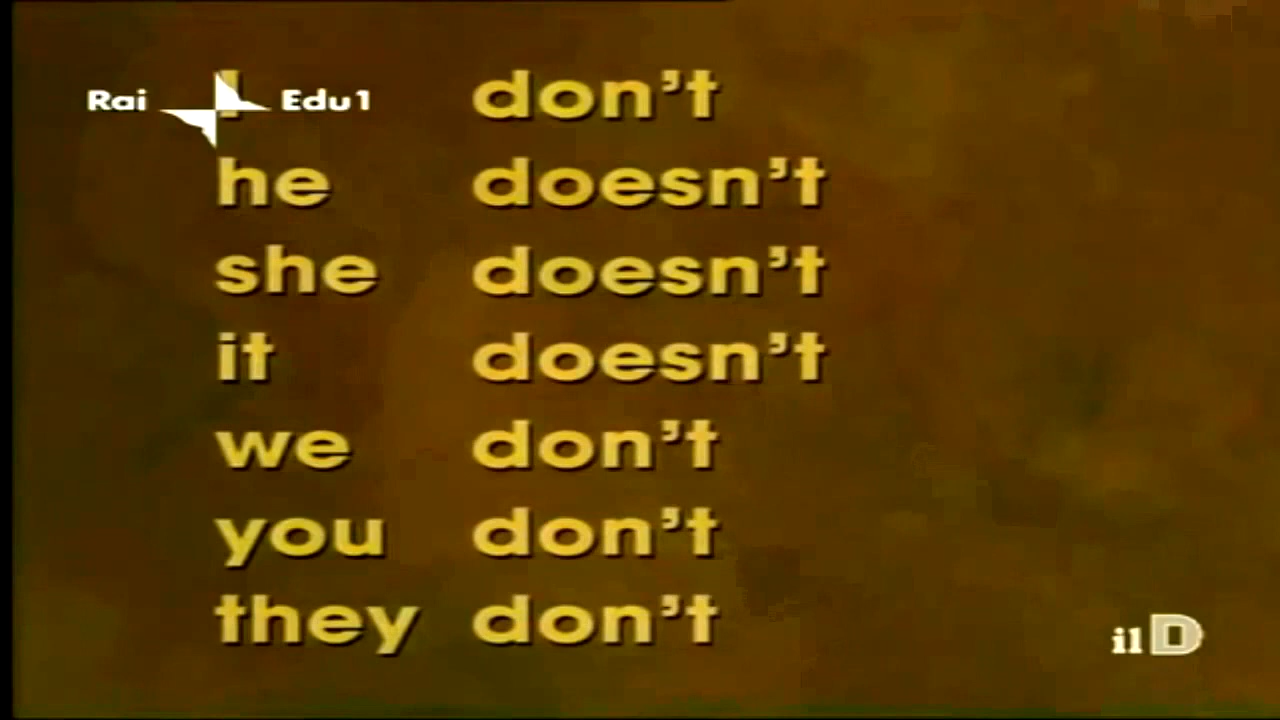 Rai Edu1
I don't
he doesn't
she doesn't
it doesn't
we don't
you don't
they don't
il D